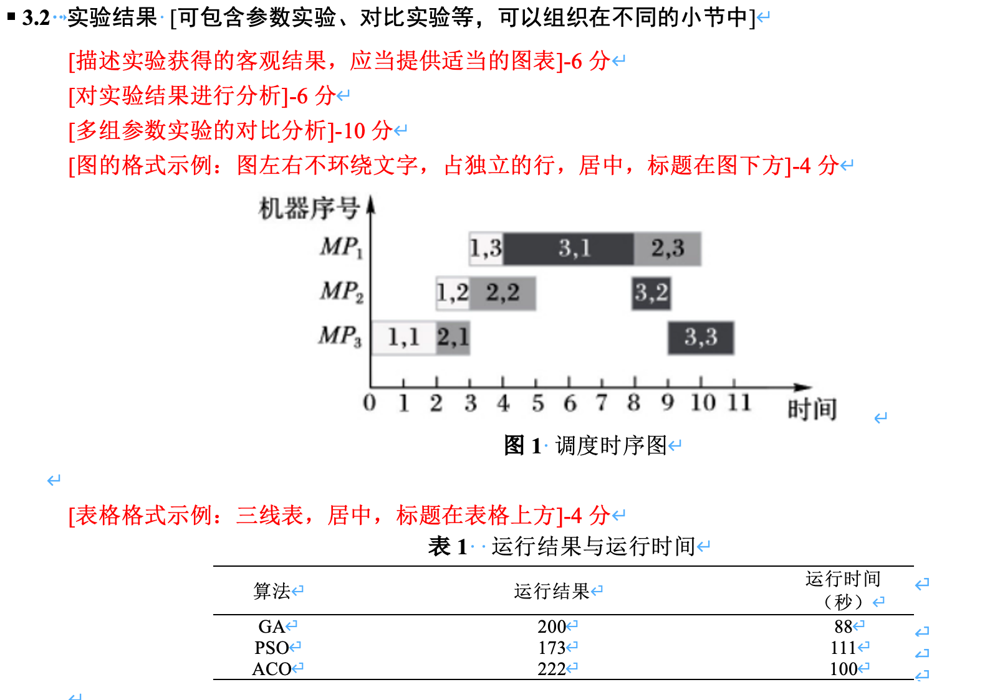 3.2 实验结果 [可包含参数实验、对比实验等，可以组织在不同的小节中]
[描述实验获得的客观结果，应当提供适当的图表]-6 分
[对实验结果进行分析]-6 分
[多组参数实验的对比分析]-10 分
[图的格式示例：图左右不环绕文字，占独立的行，居中，标题在图下方]-4 分
机器序号
MP1 1,3 3,1 2,3
MP2 1,2 2,2 3,2
MP3 1,1 2,1 3,3
0 1 2 3 4 5 6 7 8 9 10 11
时间
图 1 调度时序图
[表格格式示例：三线表，居中，标题在表格上方]-4 分
表 1 运行结果与运行时间
算法 运行结果 运行时间
（秒）
GA 200 88
PSO 173 111
ACO 222 100